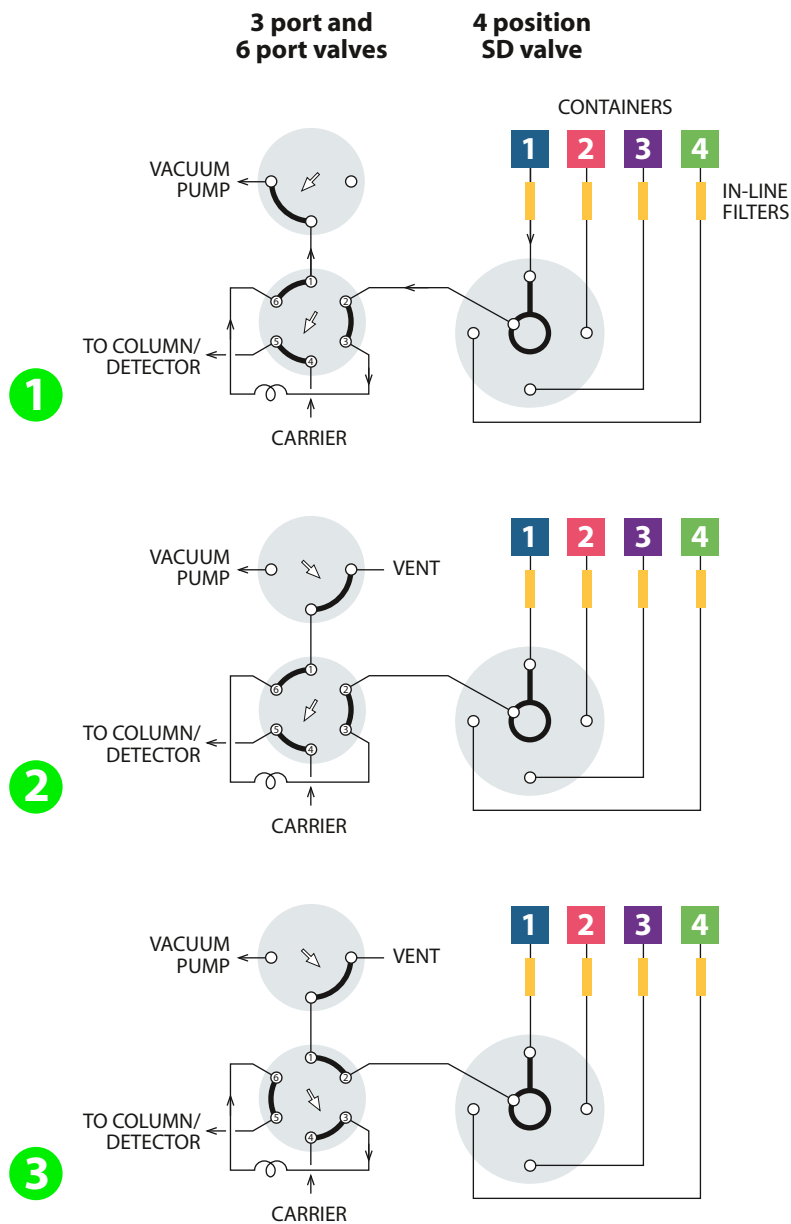 3 port and
6 port valves
4 position
SD valve
CONTAINERS
1 2 3 4
VACUUM
PUMP
IN-LINE
FILTERS
1
6 2
5 3
4
TO COLUMN/
DETECTOR
1
CARRIER
1 2 3 4
VACUUM
PUMP
VENT
1
6 2
5 3
4
TO COLUMN/
DETECTOR
2
CARRIER
1 2 3 4
VACUUM
PUMP
VENT
1
6 2
5 3
4
TO COLUMN/
DETECTOR
3
CARRIER